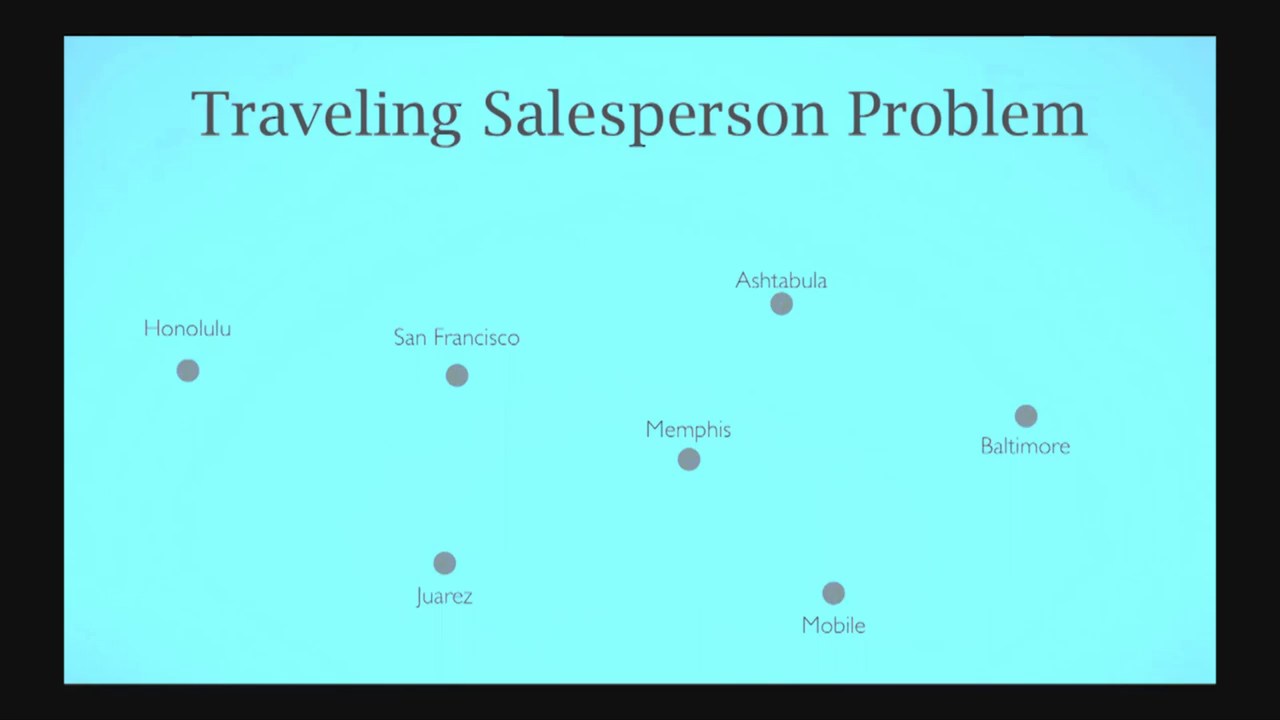 Traveling Salesperson Problem
Ashtabula
Honolulu
San Francisco
Memphis
Baltimore
Juarez
Mobile